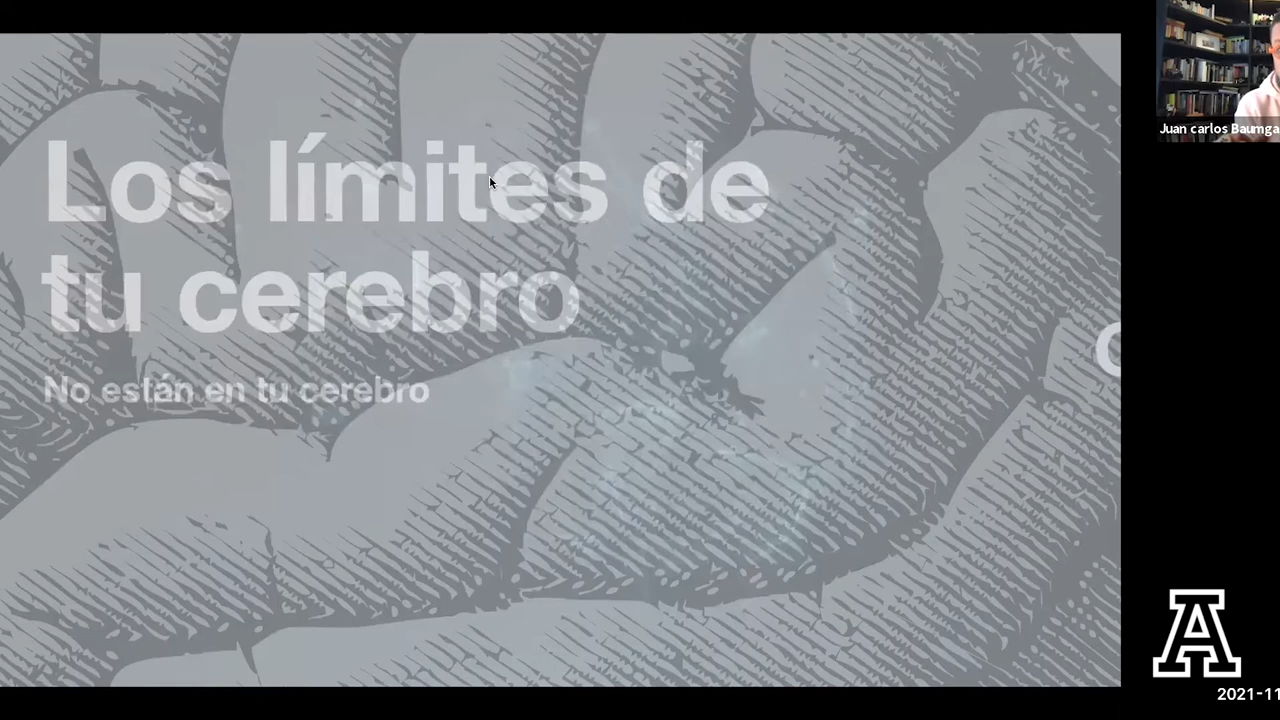 Los límites de
tu cerebro
No están en tu cerebro
Juan carlos Baumga
A
2021-11